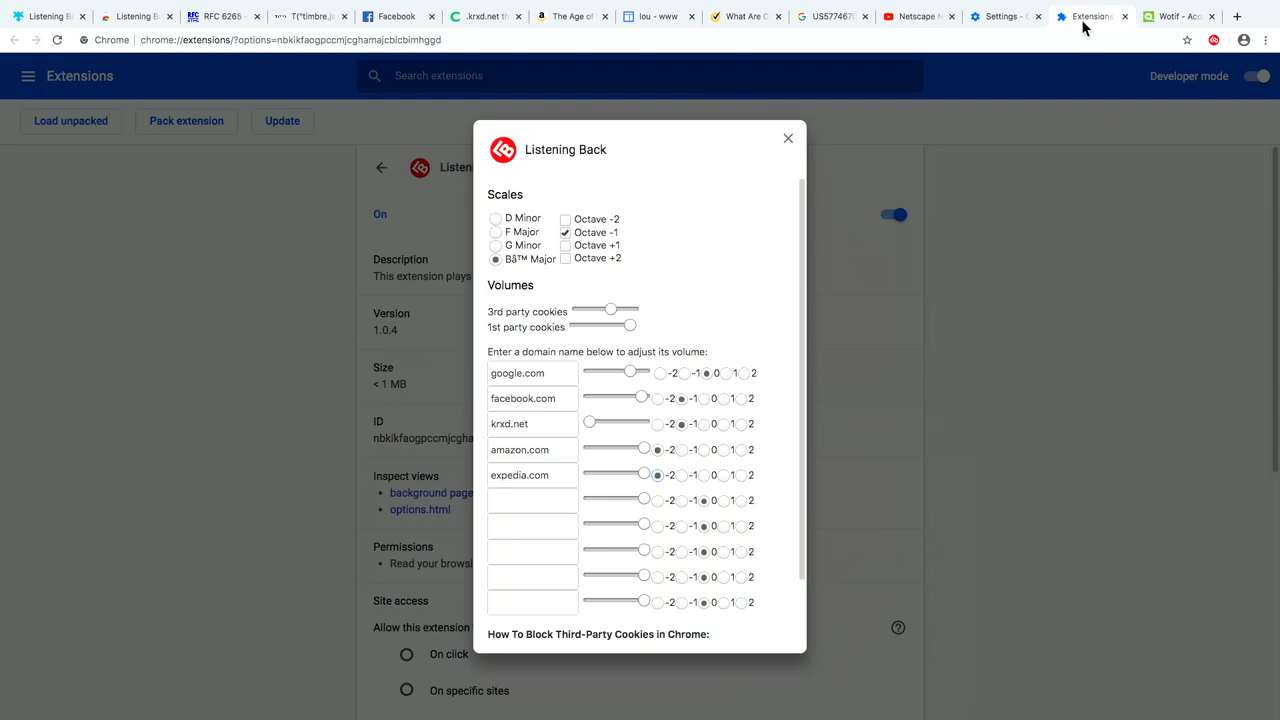 Listening B
Listening Ba
RFC RFC 6265 -
T("timbre.je
Facebook
.krxd.net th
The Age of
lou - www
What Are C
US577467
Netscape N
Settings - C
Extensions
Wotif - Acc
Chrome chrome://extensions/?options=nbkikfaogpccmjcghamajcbicbimhggd
Extensions
Search extensions
Developer mode
Load unpacked
Pack extension
Update
Listen
On
Description
This extension plays
Version
1.0.4
Size
< 1 MB
ID
nbkikfaogpccmjcgha
Inspect views
• background page
• options.html
Permissions
• Read your browsi
Site access
Allow this extension
On click
On specific sites
Listening Back
Scales
D Minor
F Major
G Minor
Bâ™ Major
Octave -2
Octave -1
Octave +1
Octave +2
Volumes
3rd party cookies
1st party cookies
Enter a domain name below to adjust its volume:
google.com -2 -1 0 1 2
facebook.com -2 -1 0 1 2
krxd.net -2 -1 0 1 2
amazon.com -2 -1 0 1 2
expedia.com -2 -1 0 1 2
-2 -1 0 1 2
-2 -1 0 1 2
-2 -1 0 1 2
-2 -1 0 1 2
-2 -1 0 1 2
How To Block Third-Party Cookies in Chrome: